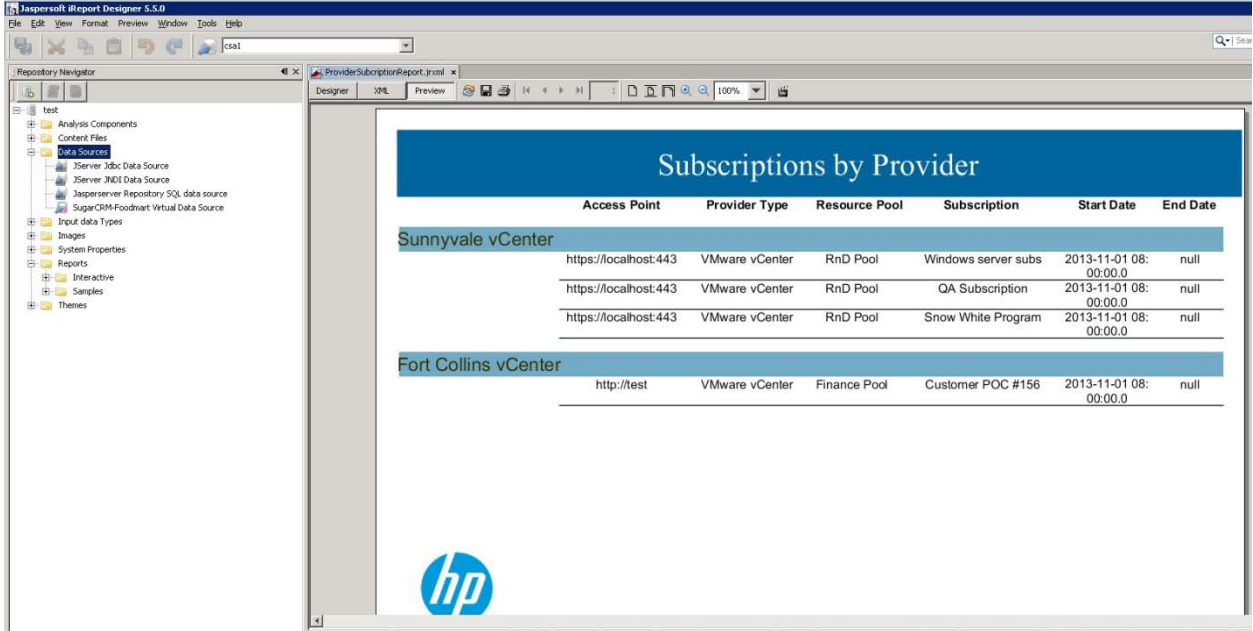 Jaspersoft iReport Designer 5.5.0
File Edit View Format Preview Window Tools Help
csa1
Repository Navigator
ProviderSubcriptionReport.jrxml x
Designer XML Preview 1 100%
test
Analysis Components
Content Files
Data Sources
JServer Jdbc Data Source
JServer JNDI Data Source
Jasperserver Repository SQL data source
SugarCRM-Foodmart Virtual Data Source
Input data Types
Images
System Properties
Reports
Interactive
Samples
Themes
Subscriptions by Provider
Access Point Provider Type Resource Pool Subscription Start Date End Date
Sunnyvale vCenter
https://localhost:443 VMware vCenter RnD Pool Windows server subs 2013-11-01 08: null
00:00.0
https://localhost:443 VMware vCenter RnD Pool QA Subscription 2013-11-01 08: null
00:00.0
https://localhost:443 VMware vCenter RnD Pool Snow White Program 2013-11-01 08: null
00:00.0
Fort Collins vCenter
http://test VMware vCenter Finance Pool Customer POC #156 2013-11-01 08: null
00:00.0
hp